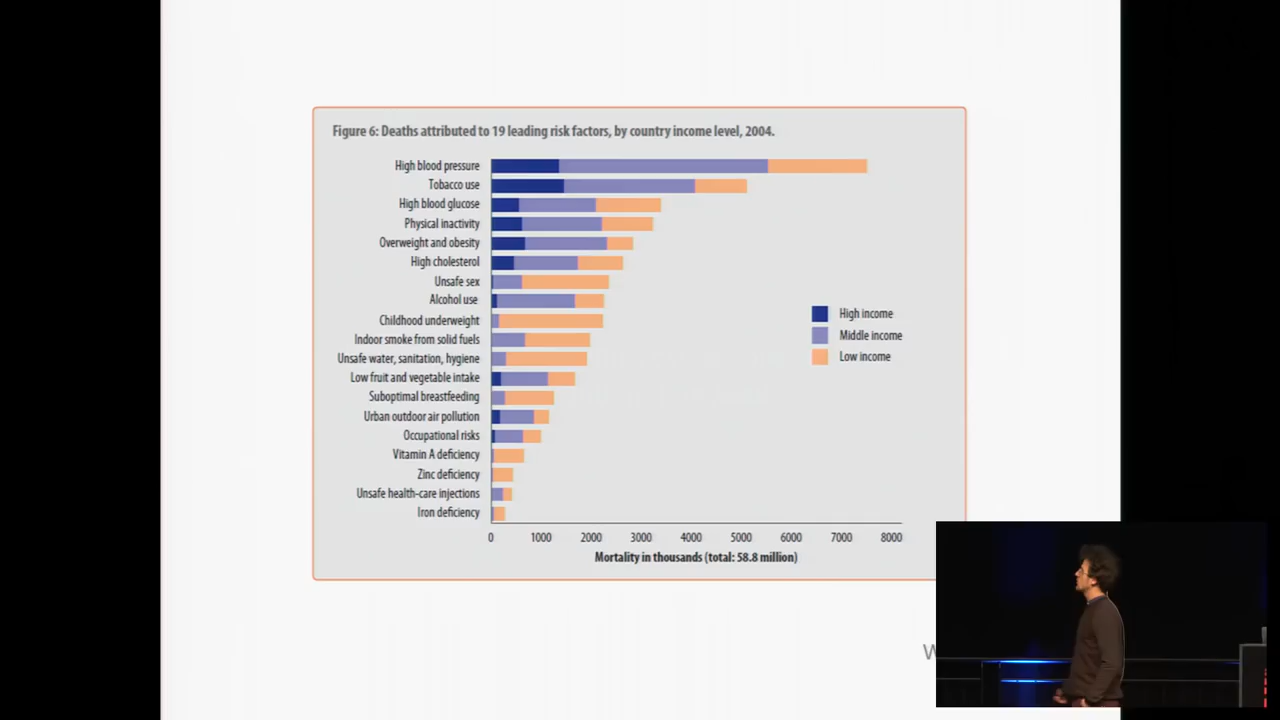 Figure 6: Deaths attributed to 19 leading risk factors, by country income level, 2004.
High blood pressure
Tobacco use
High blood glucose
Physical inactivity
Overweight and obesity
High cholesterol
Unsafe sex
Alcohol use
Childhood underweight
Indoor smoke from solid fuels
Unsafe water, sanitation, hygiene
Low fruit and vegetable intake
Suboptimal breastfeeding
Urban outdoor air pollution
Occupational risks
Vitamin A deficiency
Zinc deficiency
Unsafe health-care injections
Iron deficiency
High income
Middle income
Low income
0 1000 2000 3000 4000 5000 6000 7000 8000
Mortality in thousands (total: 58.8 million)